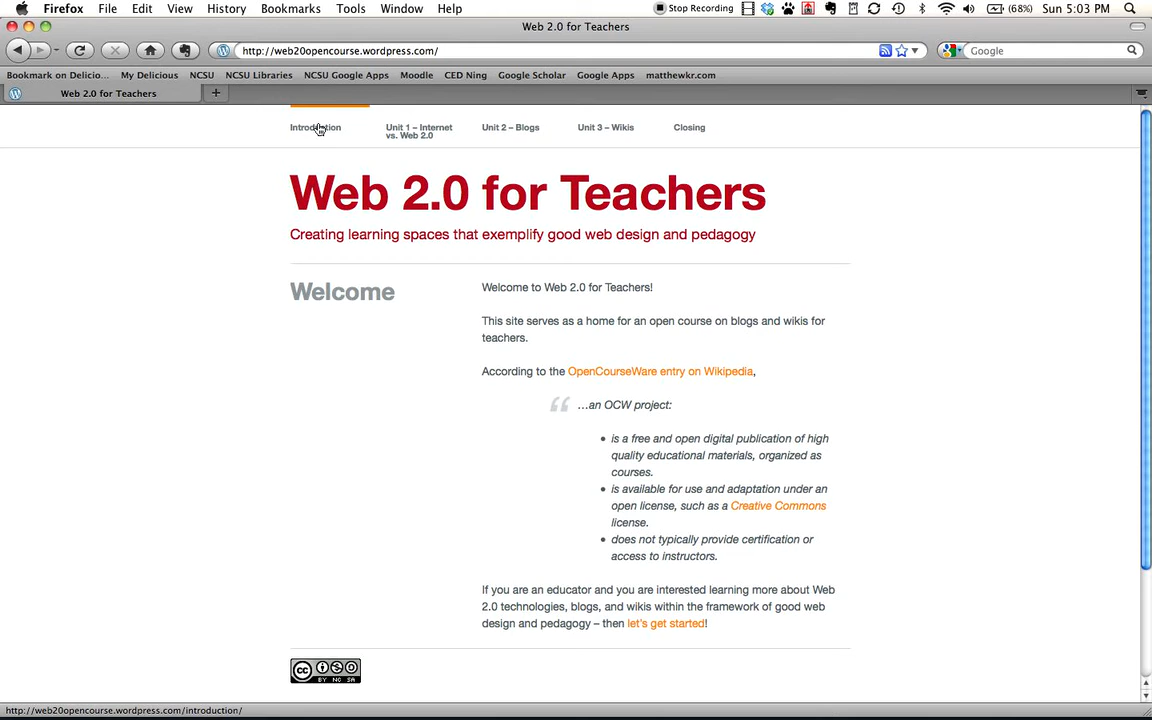 Firefox File Edit View History Bookmarks Tools Window Help Stop Recording (68%) Sun 5:03 PM
Web 2.0 for Teachers
http://web20opencourse.wordpress.com/ Google
Bookmark on Delicio... My Delicious NCSU NCSU Libraries NCSU Google Apps Moodle CED Ning Google Scholar Google Apps matthewkr.com
Web 2.0 for Teachers
Introduction Unit 1 – Internet vs. Web 2.0 Unit 2 – Blogs Unit 3 – Wikis Closing
Web 2.0 for Teachers
Creating learning spaces that exemplify good web design and pedagogy
Welcome
Welcome to Web 2.0 for Teachers!
This site serves as a home for an open course on blogs and wikis for
teachers.
According to the OpenCourseWare entry on Wikipedia,
“ …an OCW project:
• is a free and open digital publication of high
quality educational materials, organized as
courses.
• is available for use and adaptation under an
open license, such as a Creative Commons
license.
• does not typically provide certification or
access to instructors.
If you are an educator and you are interested learning more about Web
2.0 technologies, blogs, and wikis within the framework of good web
design and pedagogy – then let's get started!
cc
BY NC SA
http://web20opencourse.wordpress.com/introduction/